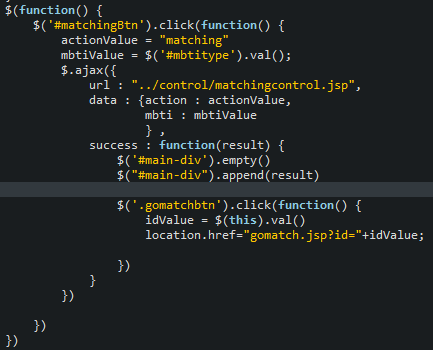 $(function() {
    $('#matchingBtn').click(function() {
        actionValue = "matching"
        mbtiValue = $('#mbtitype').val();
        $.ajax({
            url : "../control/matchingcontrol.jsp",
            data : {action : actionValue,
                    mbti : mbtiValue
                    } ,
            success : function(result) {
                $('#main-div').empty()
                $("#main-div").append(result)
                $('.gomatchbtn').click(function() {
                    idValue = $(this).val()
                    location.href="gomatch.jsp?id="+idValue;
                })
            }
        })
    })
})